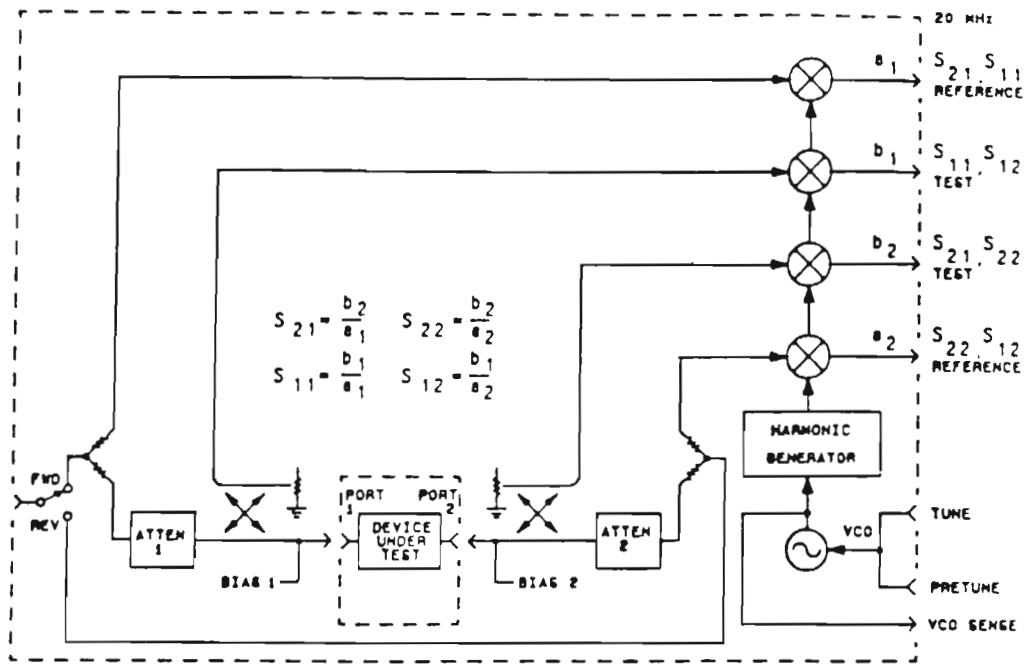 20 MHz
a1 S21, S11
REFERENCE
b1 S11, S12
TEST
b2 S21, S22
TEST
a2 S22, S12
REFERENCE
S21 = b2/a1 S22 = b2/a2
S11 = b1/a1 S12 = b1/a2
HARMONIC
GENERATOR
FWD
REV
PORT 1
PORT 2
DEVICE
UNDER
TEST
ATTEN
1
ATTEN
2
BIAS 1
BIAS 2
VCO
TUNE
PRETUNE
VCO SENSE